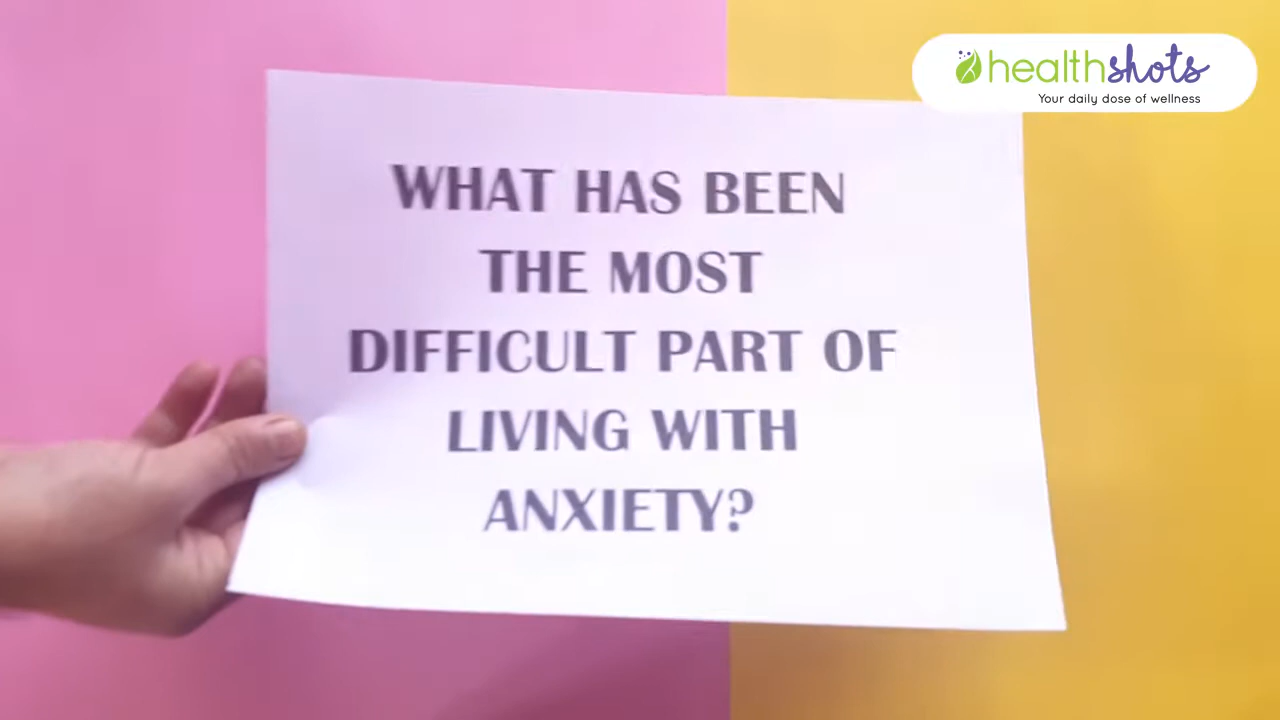 healthshots
Your daily dose of wellness
WHAT HAS BEEN
THE MOST
DIFFICULT PART OF
LIVING WITH
ANXIETY?